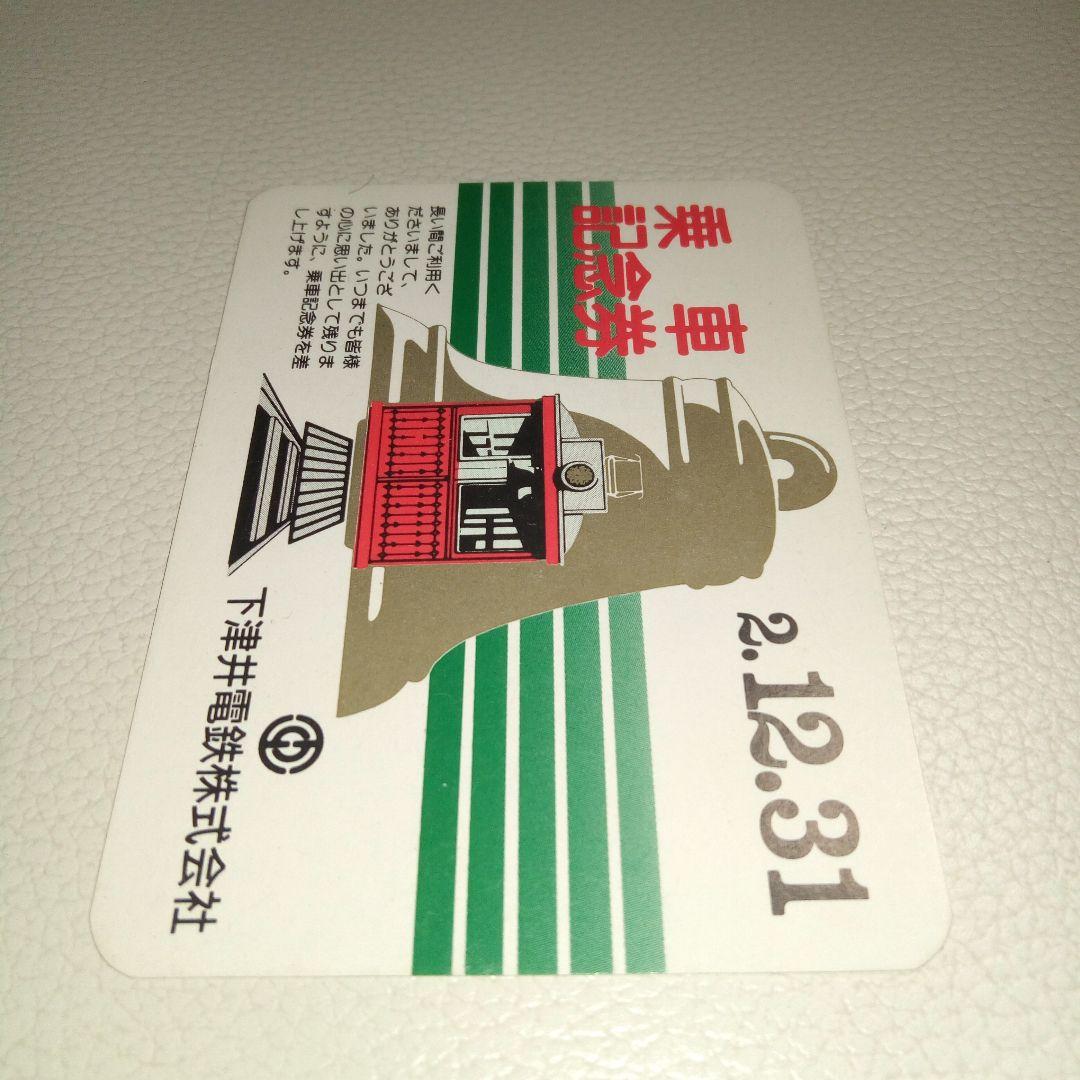 乗車
記念券
2.12.31
長い間ご利用く
ださいまして、
ありがとうござ
いました。いつまでも皆様
の心に思い出として残りま
すように、乗車記念券を差
し上げます。
下津井電鉄株式会社